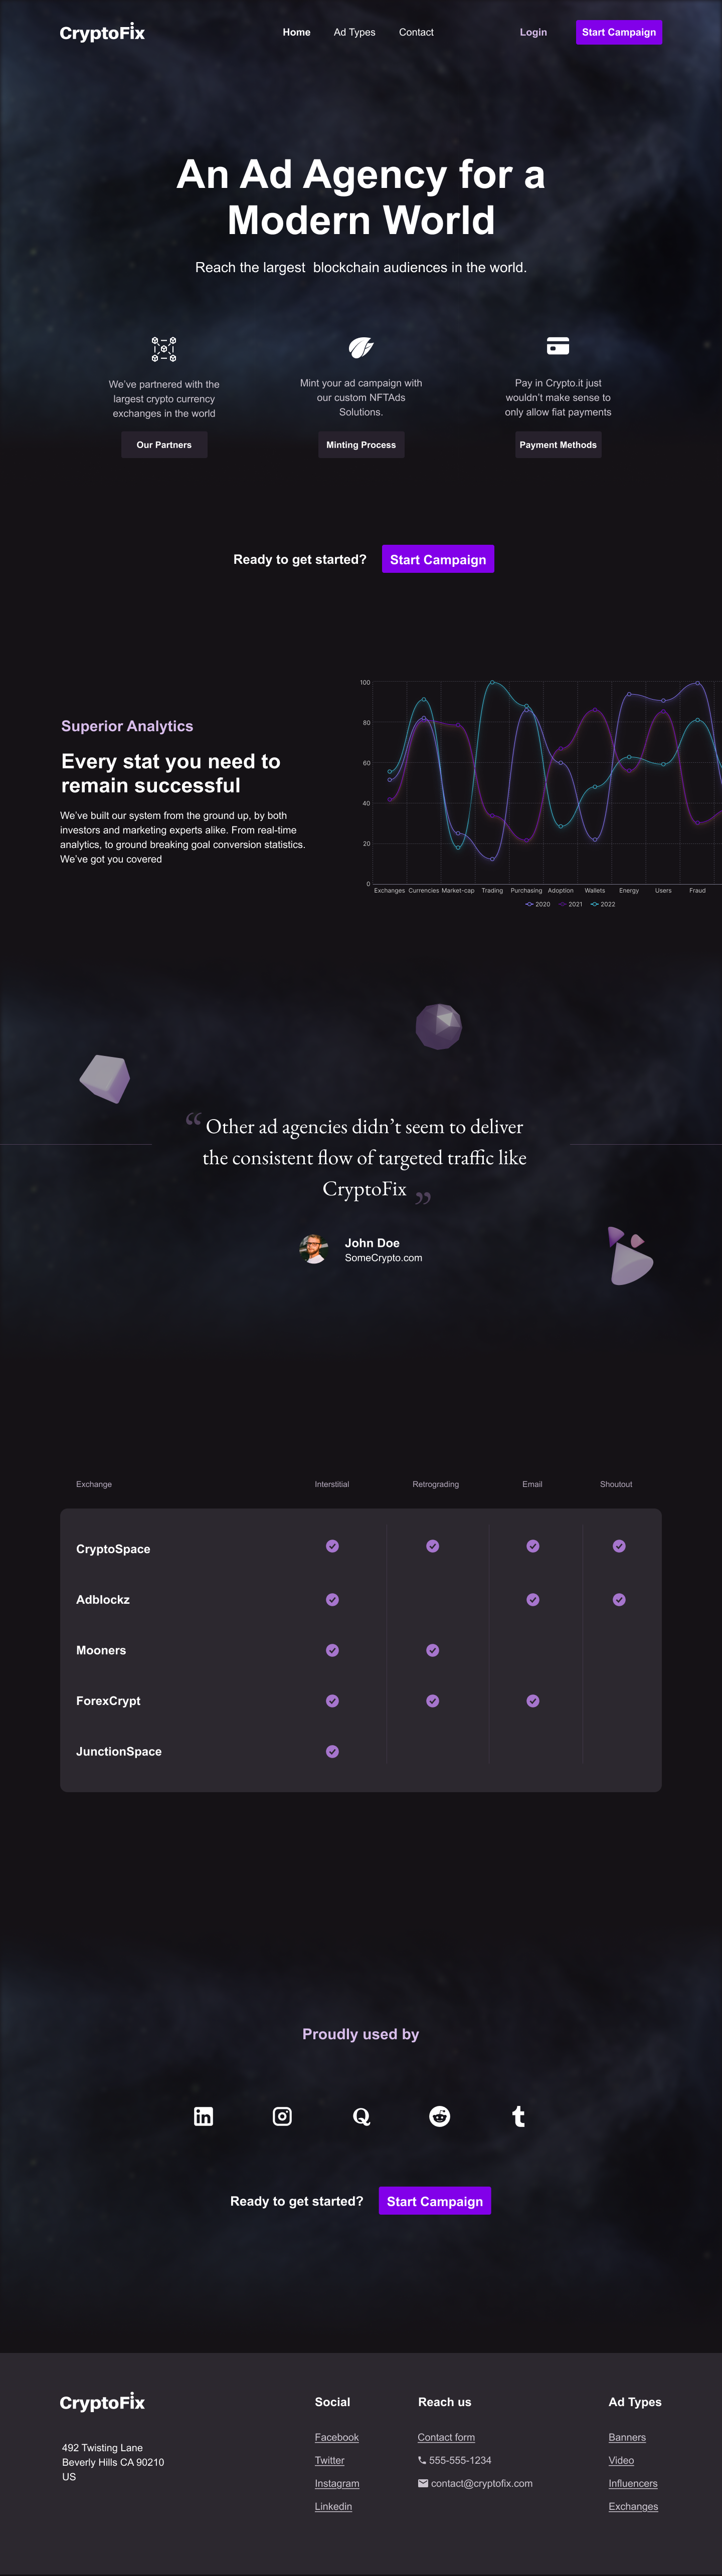 CryptoFix
Home Ad Types Contact Login Start Campaign
An Ad Agency for a
Modern World
Reach the largest  blockchain audiences in the world.
We've partnered with the
largest crypto currency
exchanges in the world
Our Partners
Mint your ad campaign with
our custom NFTAds
Solutions.
Minting Process
Pay in Crypto.it just
wouldn't make sense to
only allow fiat payments
Payment Methods
Ready to get started? Start Campaign
Superior Analytics
Every stat you need to
remain successful
We've built our system from the ground up, by both
investors and marketing experts alike. From real-time
analytics, to ground breaking goal conversion statistics.
We've got you covered
100
80
60
40
20
0
Exchanges Currencies Market-cap Trading Purchasing Adoption Wallets Energy Users Fraud
2020 2021 2022
“ Other ad agencies didn't seem to deliver
the consistent flow of targeted traffic like
CryptoFix ”
John Doe
SomeCrypto.com
Exchange Interstitial Retrograding Email Shoutout
CryptoSpace
Adblockz
Mooners
ForexCrypt
JunctionSpace
Proudly used by
Ready to get started? Start Campaign
CryptoFix
492 Twisting Lane
Beverly Hills CA 90210
US
Social
Facebook
Twitter
Instagram
Linkedin
Reach us
Contact form
555-555-1234
contact@cryptofix.com
Ad Types
Banners
Video
Influencers
Exchanges